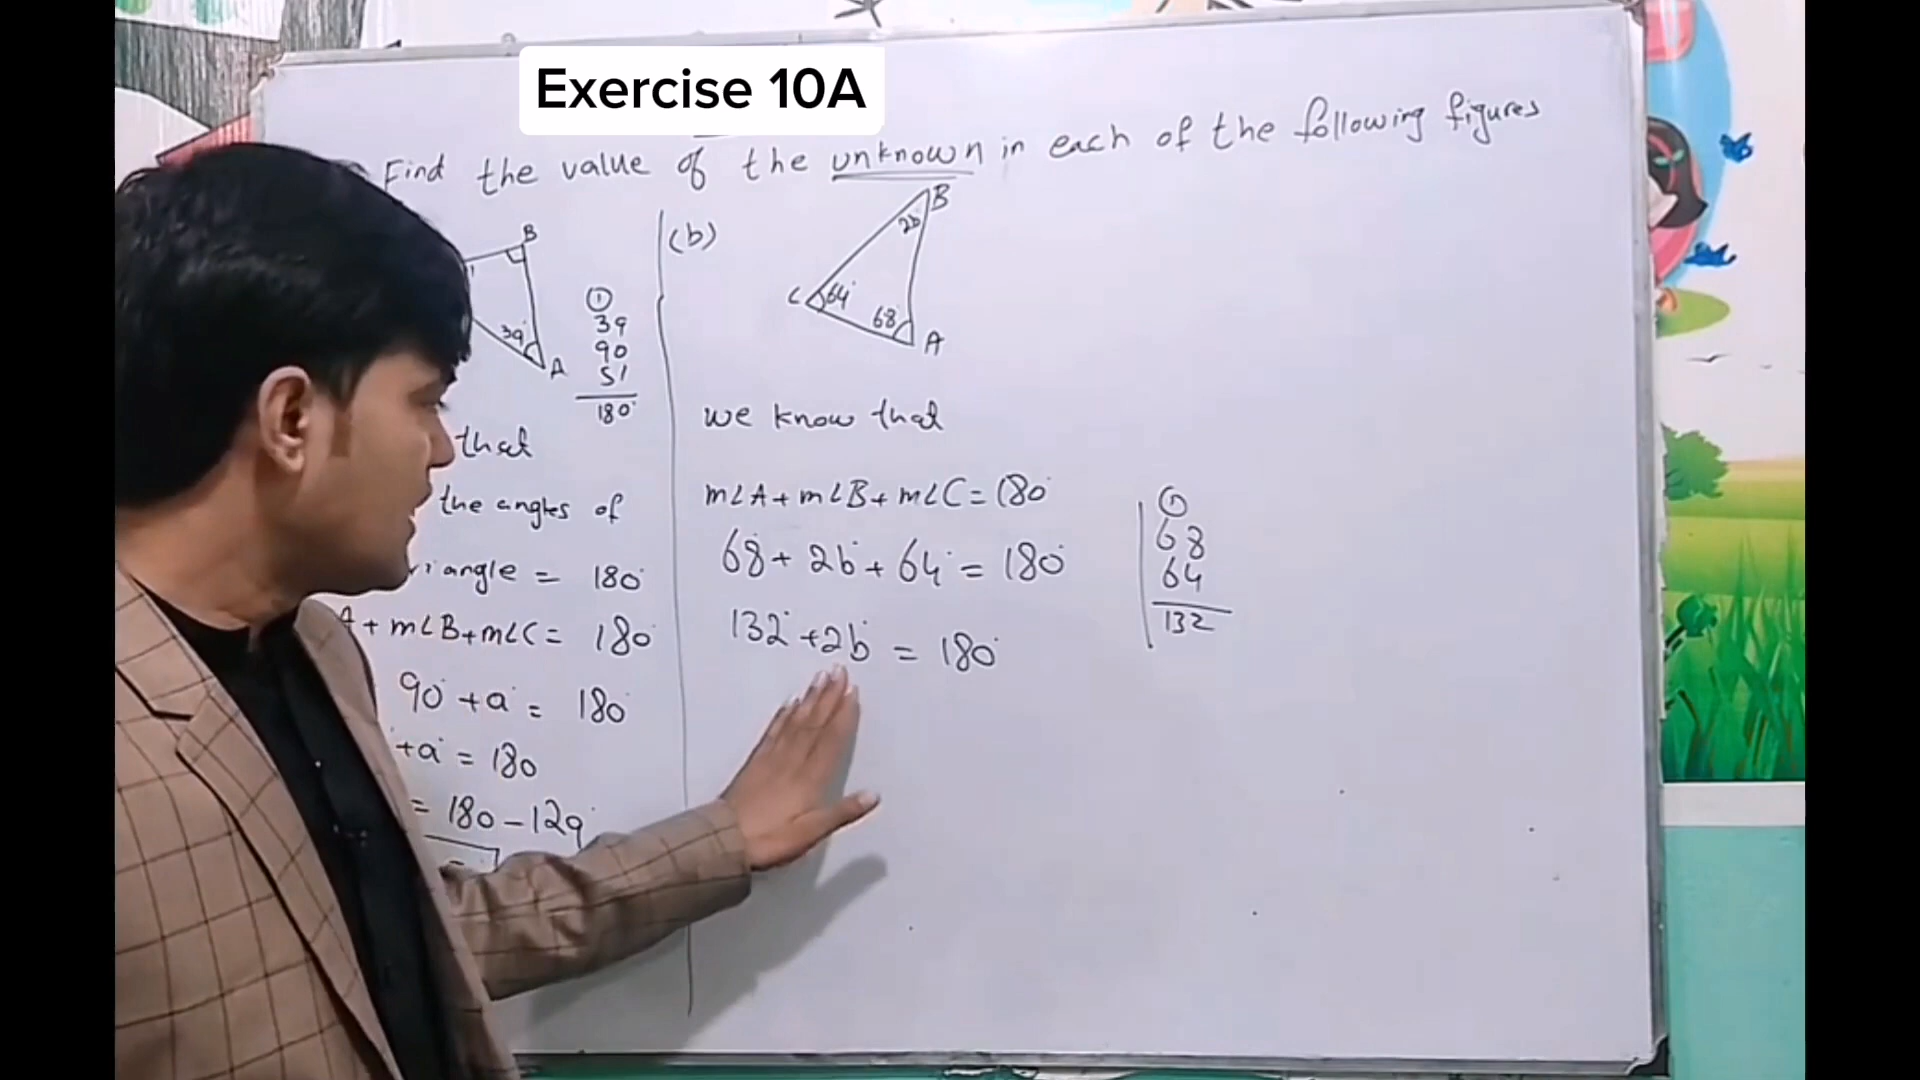 Exercise 10A
Find the value of the unknown in each of the following figures
B
39°
A
①
39
90
51
180°
that
the angles of
riangle = 180°
A + m∠B + m∠C = 180°
90° + a° = 180°
+ a° = 180
= 180 - 129°
(b)
B
2b
C 64°
68°
A
we know that
m∠A + m∠B + m∠C = 180°
68° + 2b° + 64° = 180°
132° + 2b° = 180°
①
68
64
132